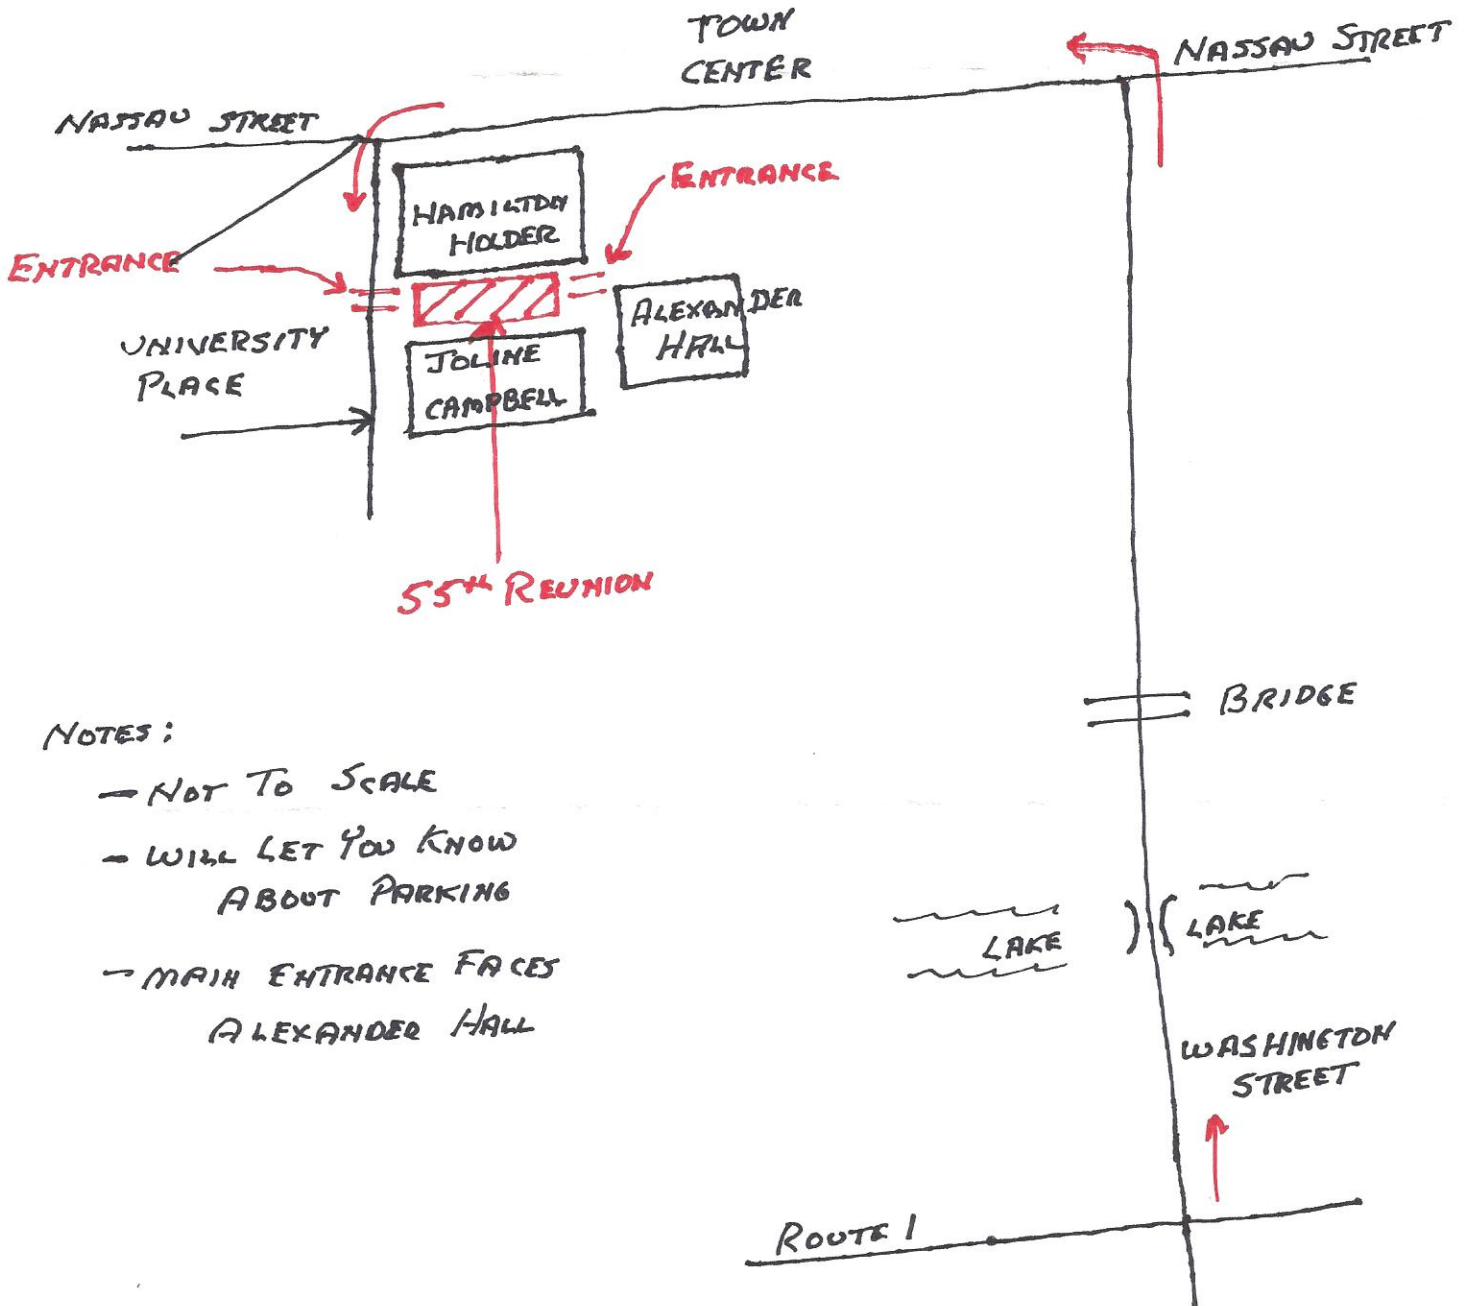 TOWN
CENTER
NASSAU STREET
NASSAU STREET
ENTRANCE
HAMILTON
HOLDER
ENTRANCE
ALEXANDER
HALL
UNIVERSITY
PLACE
JOLINE
CAMPBELL
55th REUNION
BRIDGE
NOTES:
- NOT TO SCALE
- WILL LET YOU KNOW
ABOUT PARKING
LAKE
LAKE
- MAIN ENTRANCE FACES
ALEXANDER HALL
WASHINGTON
STREET
ROUTE 1